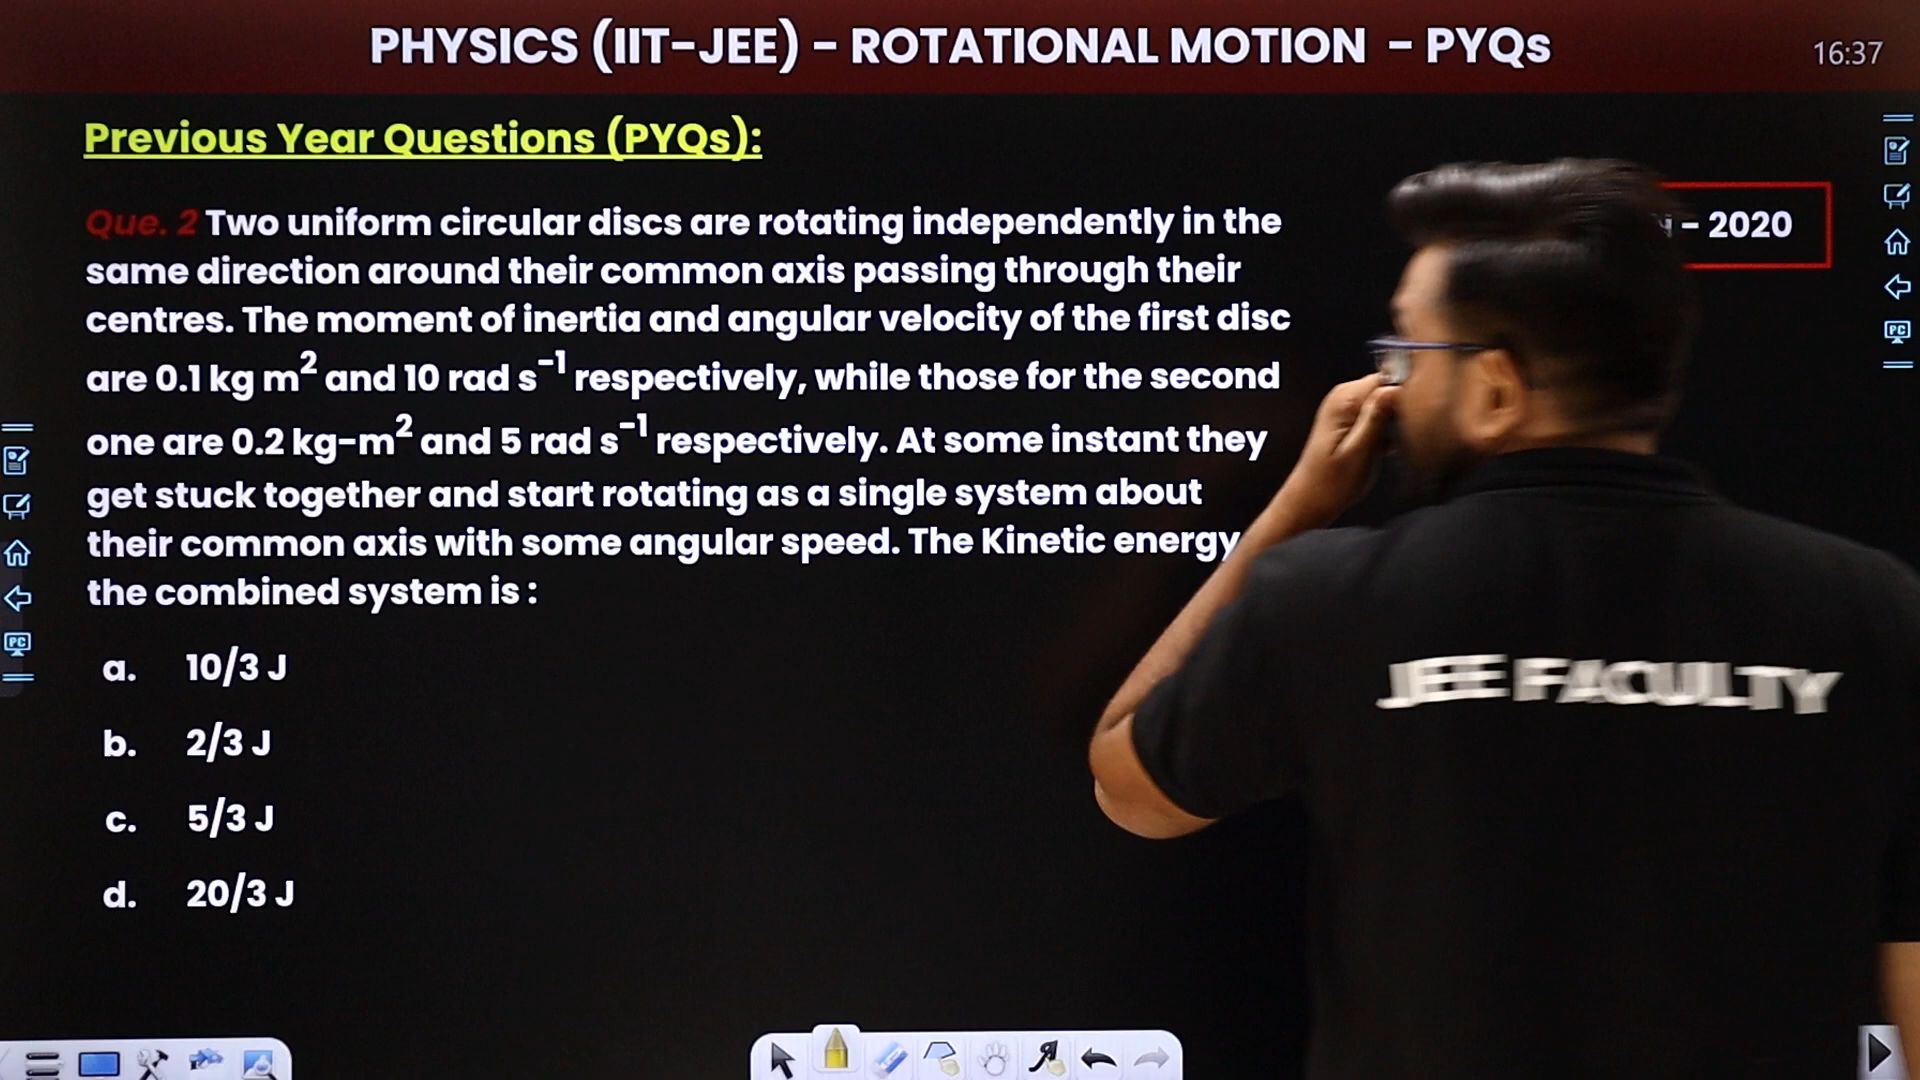 PHYSICS (IIT-JEE) - ROTATIONAL MOTION - PYQs
16:37
Previous Year Questions (PYQs):
- 2020
Que. 2 Two uniform circular discs are rotating independently in the
same direction around their common axis passing through their
centres. The moment of inertia and angular velocity of the first disc
are 0.1 kg m² and 10 rad s⁻¹ respectively, while those for the second
one are 0.2 kg-m² and 5 rad s⁻¹ respectively. At some instant they
get stuck together and start rotating as a single system about
their common axis with some angular speed. The Kinetic energy
the combined system is :
a. 10/3 J
b. 2/3 J
c. 5/3 J
d. 20/3 J
JEE FACULTY
PC
PC